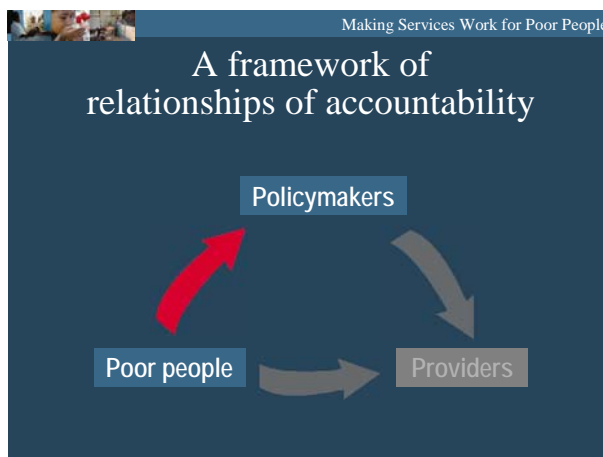 Making Services Work for Poor People
A framework of
relationships of accountability
Policymakers
Poor people
Providers